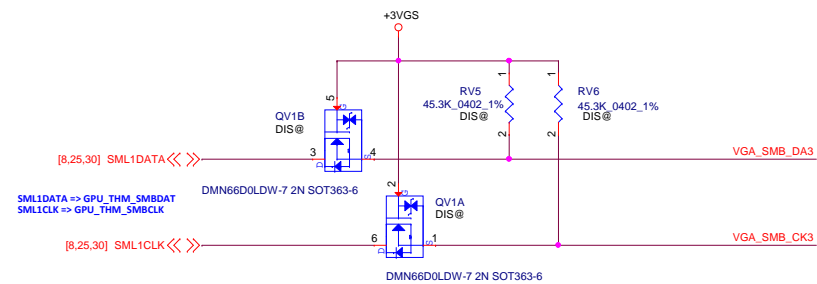 +3VGS
5
G
QV1B
DIS@
3
D
S
4
1
RV5
45.3K_0402_1%
DIS@
2
1
RV6
45.3K_0402_1%
DIS@
2
[8,25,30] SML1DATA
VGA_SMB_DA3
DMN66D0LDW-7 2N SOT363-6
SML1DATA => GPU_THM_SMBDAT
SML1CLK => GPU_THM_SMBCLK
2
G
QV1A
DIS@
6
D
S
1
[8,25,30] SML1CLK
VGA_SMB_CK3
DMN66D0LDW-7 2N SOT363-6